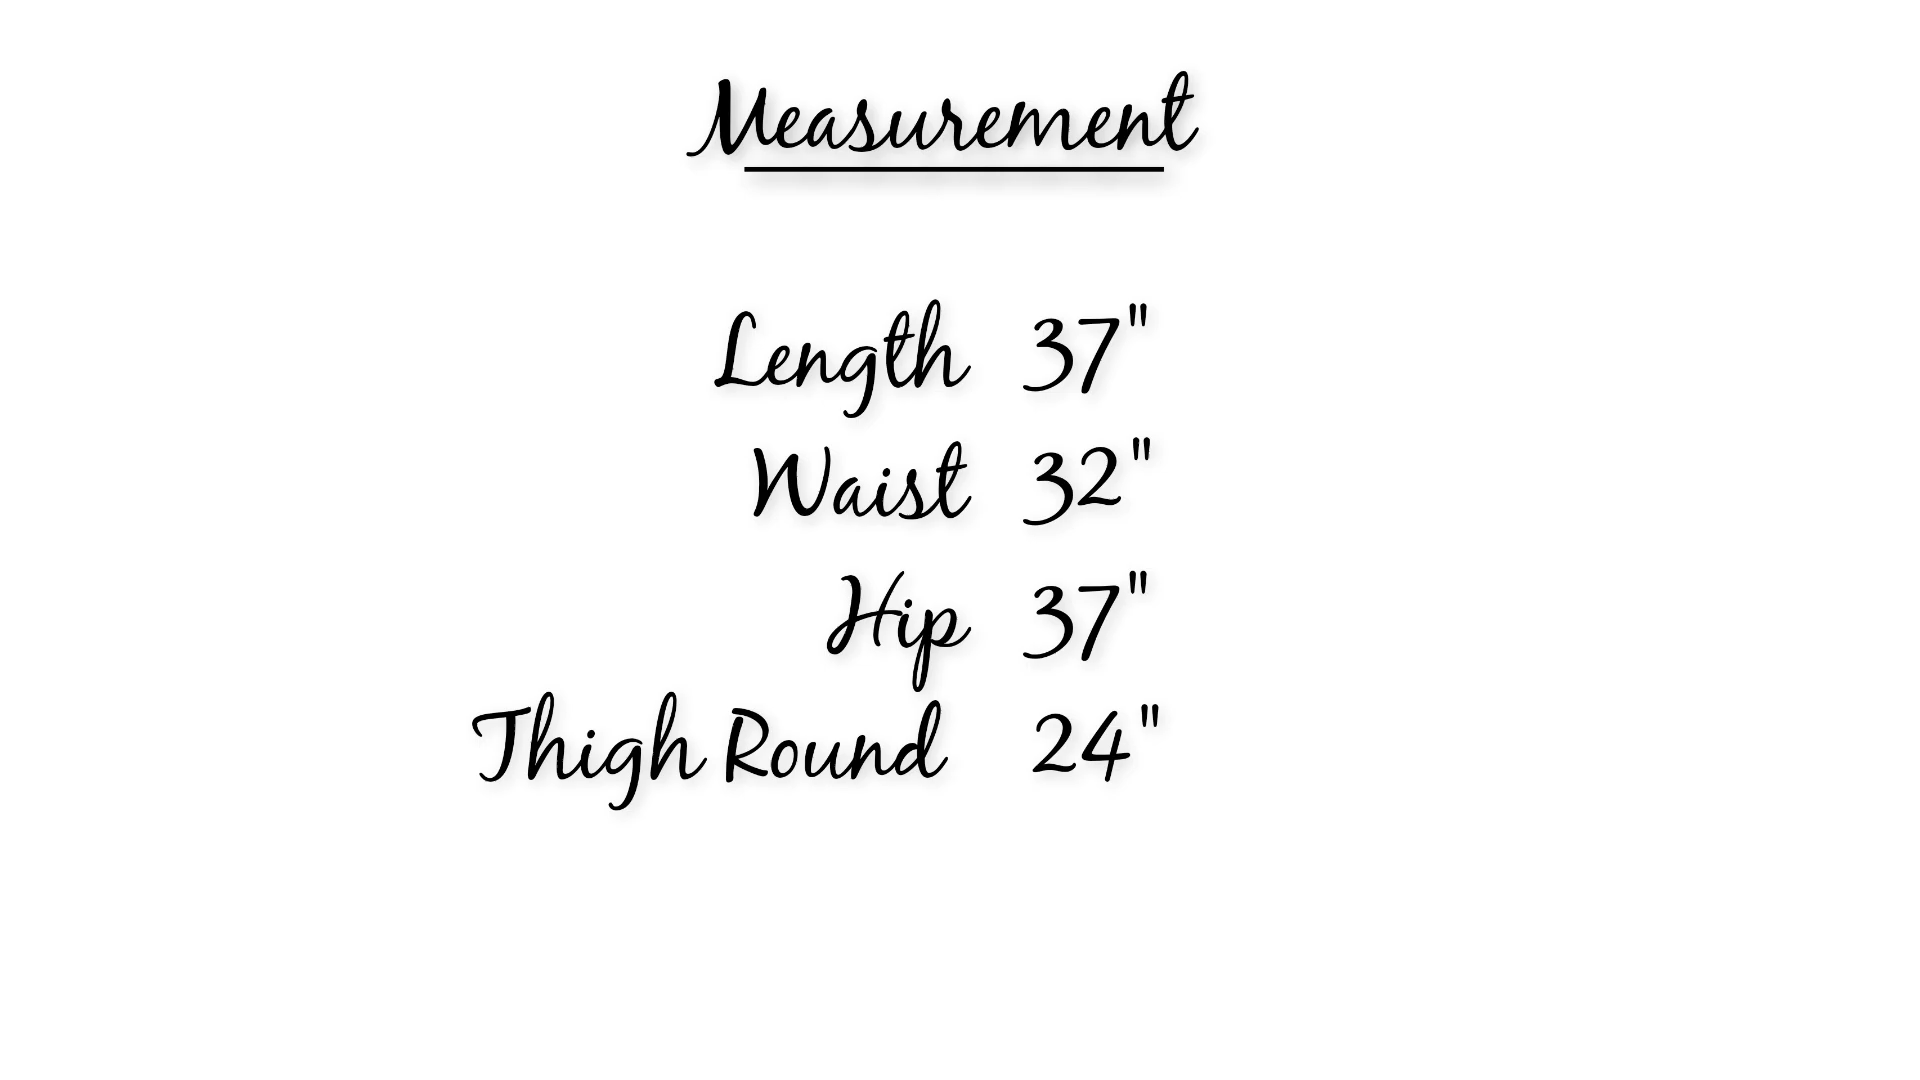 Measurement
Length 37"
Waist 32"
Hip 37"
Thigh Round 24"